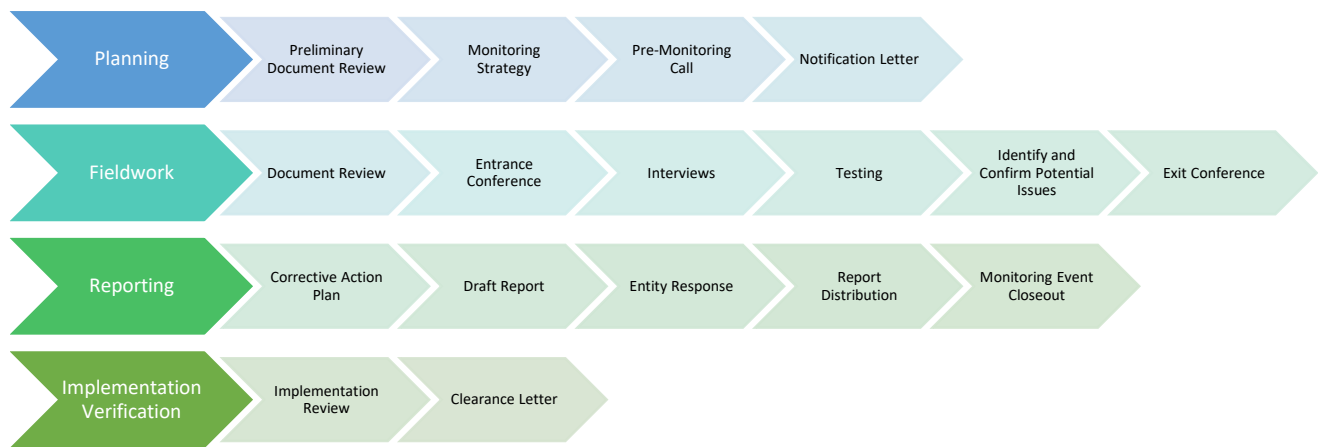 Planning
Preliminary
Document Review
Monitoring
Strategy
Pre-Monitoring
Call
Notification Letter
Fieldwork
Document Review
Entrance
Conference
Interviews
Testing
Identify and
Confirm Potential
Issues
Exit Conference
Reporting
Corrective Action
Plan
Draft Report
Entity Response
Report
Distribution
Monitoring Event
Closeout
Implementation
Verification
Implementation
Review
Clearance Letter